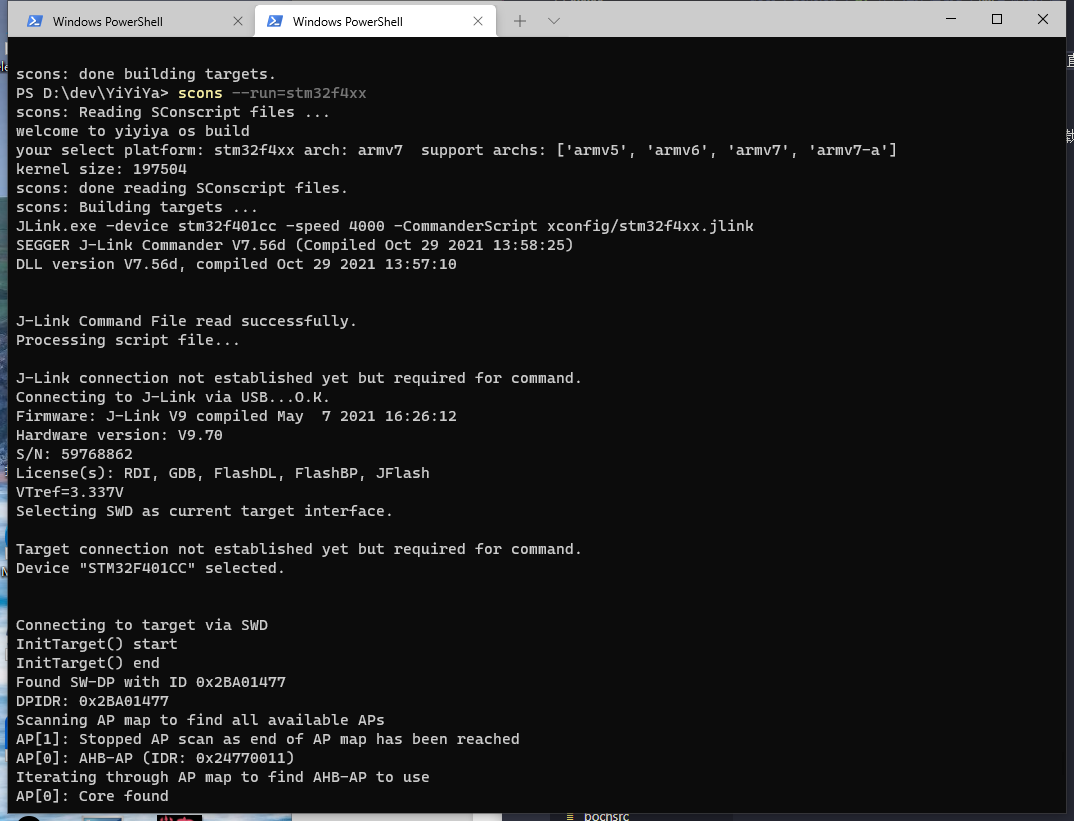 Windows PowerShell
Windows PowerShell
scons: done building targets.
PS D:\dev\YiYiYa> scons --run=stm32f4xx
scons: Reading SConscript files ...
welcome to yiyiya os build
your select platform: stm32f4xx arch: armv7  support archs: ['armv5', 'armv6', 'armv7', 'armv7-a']
kernel size: 197504
scons: done reading SConscript files.
scons: Building targets ...
JLink.exe -device stm32f401cc -speed 4000 -CommanderScript xconfig/stm32f4xx.jlink
SEGGER J-Link Commander V7.56d (Compiled Oct 29 2021 13:58:25)
DLL version V7.56d, compiled Oct 29 2021 13:57:10
J-Link Command File read successfully.
Processing script file...
J-Link connection not established yet but required for command.
Connecting to J-Link via USB...O.K.
Firmware: J-Link V9 compiled May  7 2021 16:26:12
Hardware version: V9.70
S/N: 59768862
License(s): RDI, GDB, FlashDL, FlashBP, JFlash
VTref=3.337V
Selecting SWD as current target interface.
Target connection not established yet but required for command.
Device "STM32F401CC" selected.
Connecting to target via SWD
InitTarget() start
InitTarget() end
Found SW-DP with ID 0x2BA01477
DPIDR: 0x2BA01477
Scanning AP map to find all available APs
AP[1]: Stopped AP scan as end of AP map has been reached
AP[0]: AHB-AP (IDR: 0x24770011)
Iterating through AP map to find AHB-AP to use
AP[0]: Core found
bochsrc